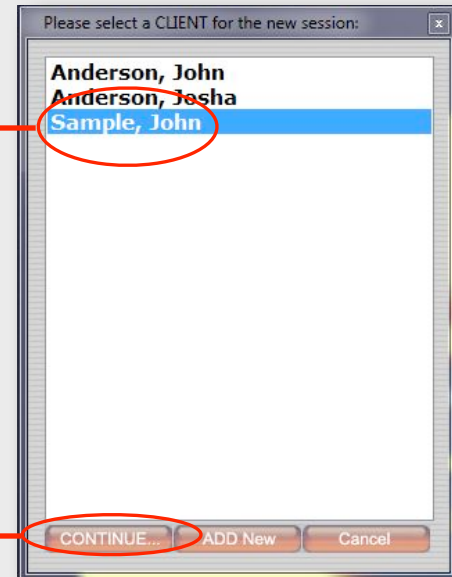 Please select a CLIENT for the new session:
x
Anderson, John
Anderson, Josha
Sample, John
CONTINUE... ADD New Cancel